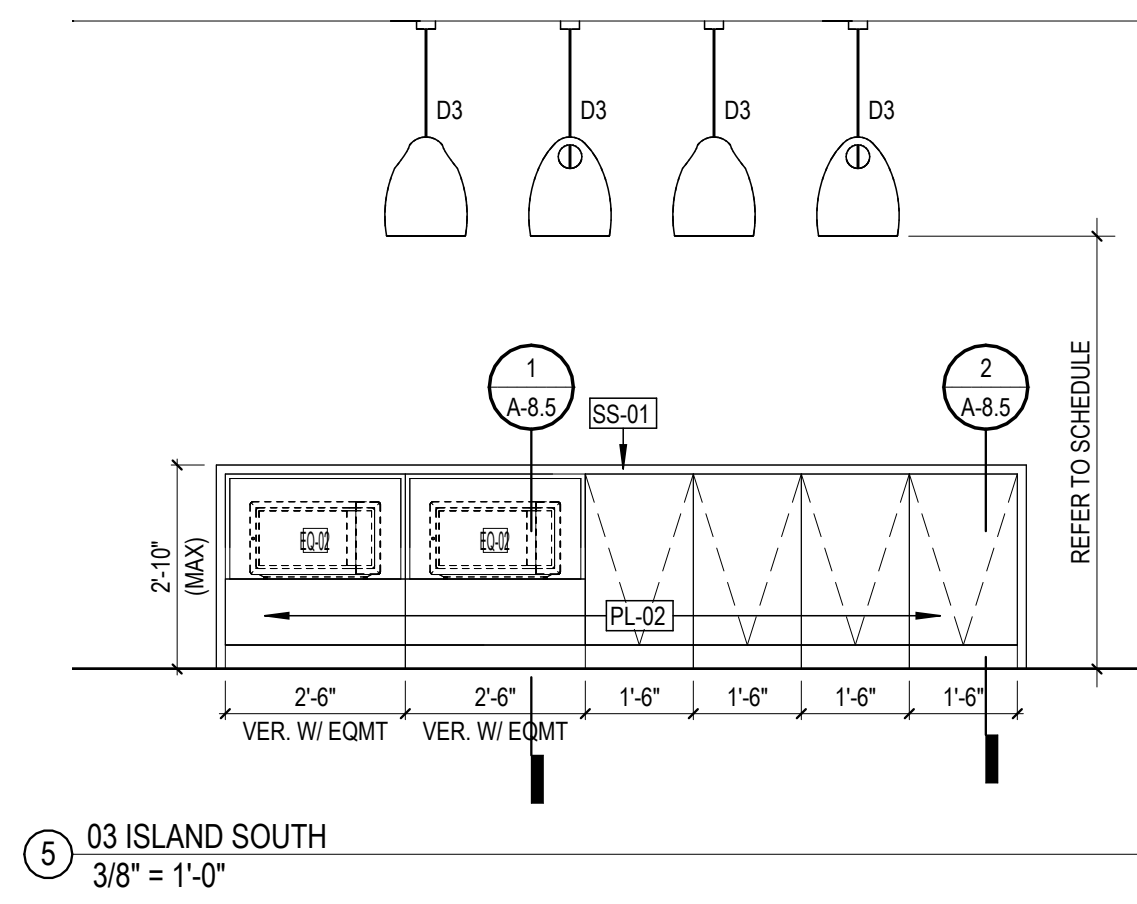 D3
D3
D3
D3
1
A-8.5
2
A-8.5
SS-01
REFER TO SCHEDULE
2'-10"
(MAX)
EQ-02
EQ-02
PL-02
2'-6"
VER. W/ EQMT
2'-6"
VER. W/ EQMT
1'-6"
1'-6"
1'-6"
1'-6"
5
03 ISLAND SOUTH
3/8" = 1'-0"